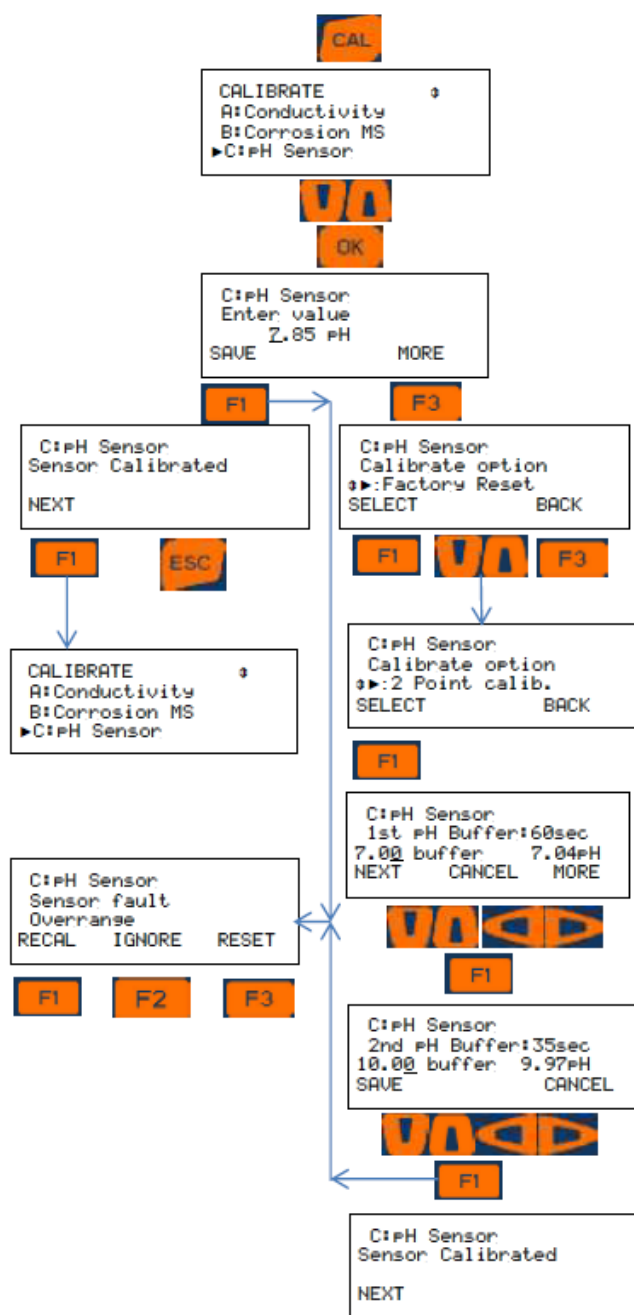 CAL
CALIBRATE ⇕
A:Conductivity
B:Corrosion MS
►C:pH Sensor
OK
C:pH Sensor
Enter value
7.85 pH
SAVE MORE
F1 F3
C:pH Sensor
Sensor Calibrated
NEXT
F1 ESC
C:pH Sensor
Calibrate option
⇕►:Factory Reset
SELECT BACK
F1 F3
CALIBRATE ⇕
A:Conductivity
B:Corrosion MS
►C:pH Sensor
C:pH Sensor
Calibrate option
⇕►:2 Point calib.
SELECT BACK
F1
C:pH Sensor
1st pH Buffer:60sec
7.00 buffer 7.04pH
NEXT CANCEL MORE
F1
C:pH Sensor
Sensor fault
Overrange
RECAL IGNORE RESET
F1 F2 F3
C:pH Sensor
2nd pH Buffer:35sec
10.00 buffer 9.97pH
SAVE CANCEL
F1
C:pH Sensor
Sensor Calibrated
NEXT